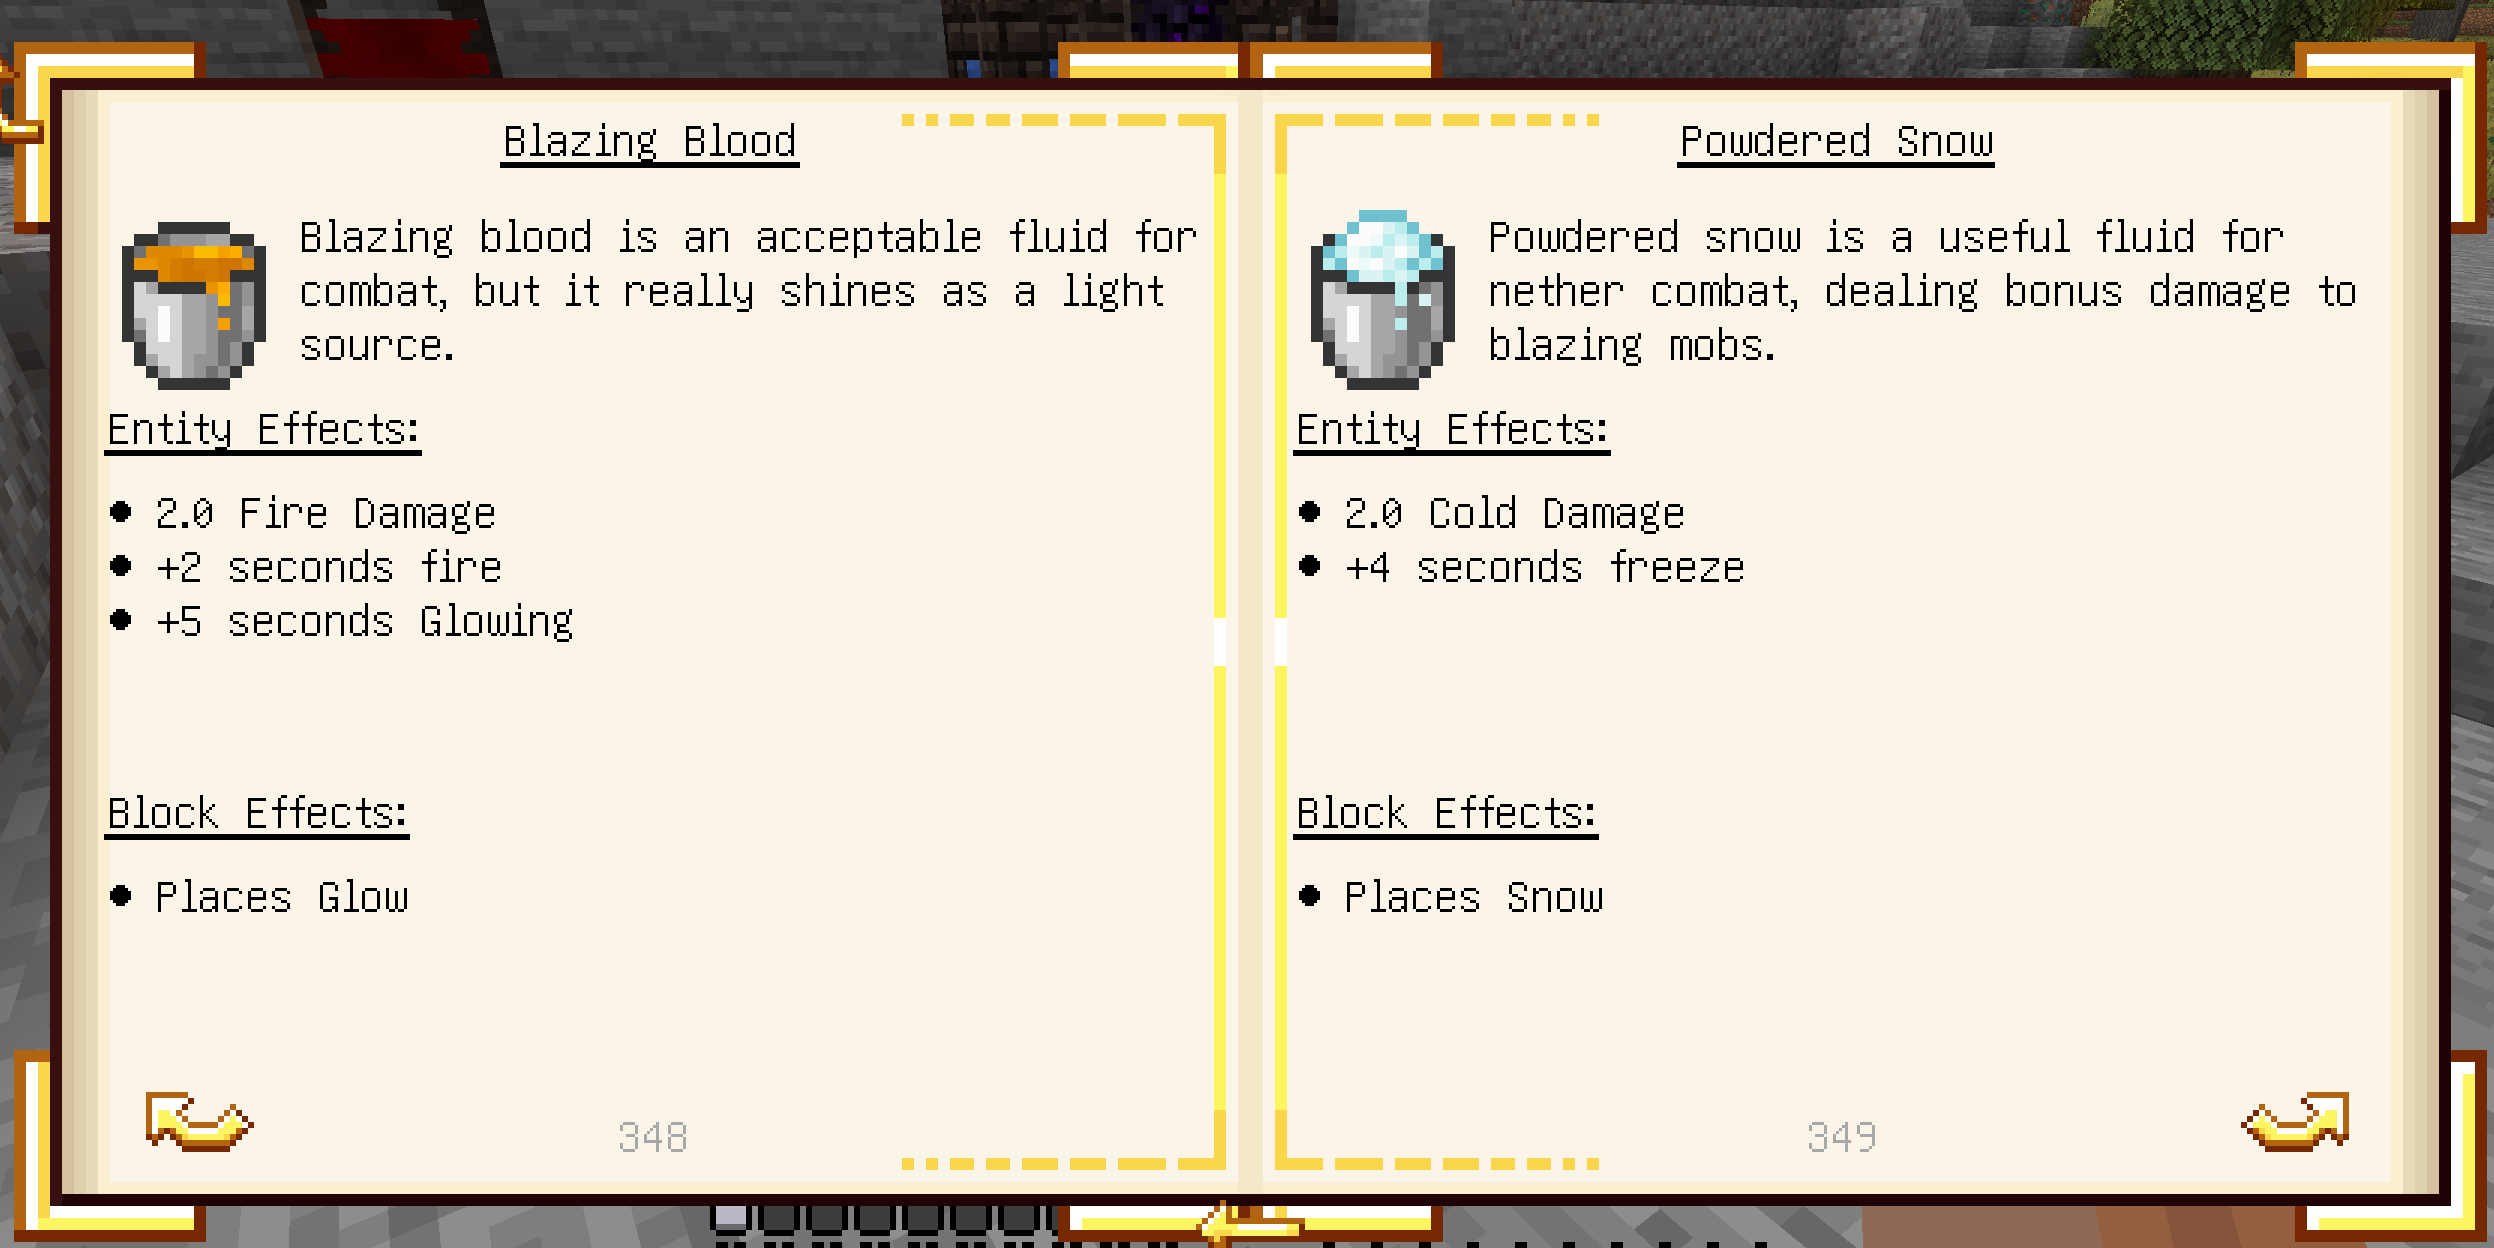 Blazing Blood
Blazing blood is an acceptable fluid for
combat, but it really shines as a light
source.
Entity Effects:
● 2.0 Fire Damage
● +2 seconds fire
● +5 seconds Glowing
Block Effects:
● Places Glow
348
Powdered Snow
Powdered snow is a useful fluid for
nether combat, dealing bonus damage to
blazing mobs.
Entity Effects:
● 2.0 Cold Damage
● +4 seconds freeze
Block Effects:
● Places Snow
349